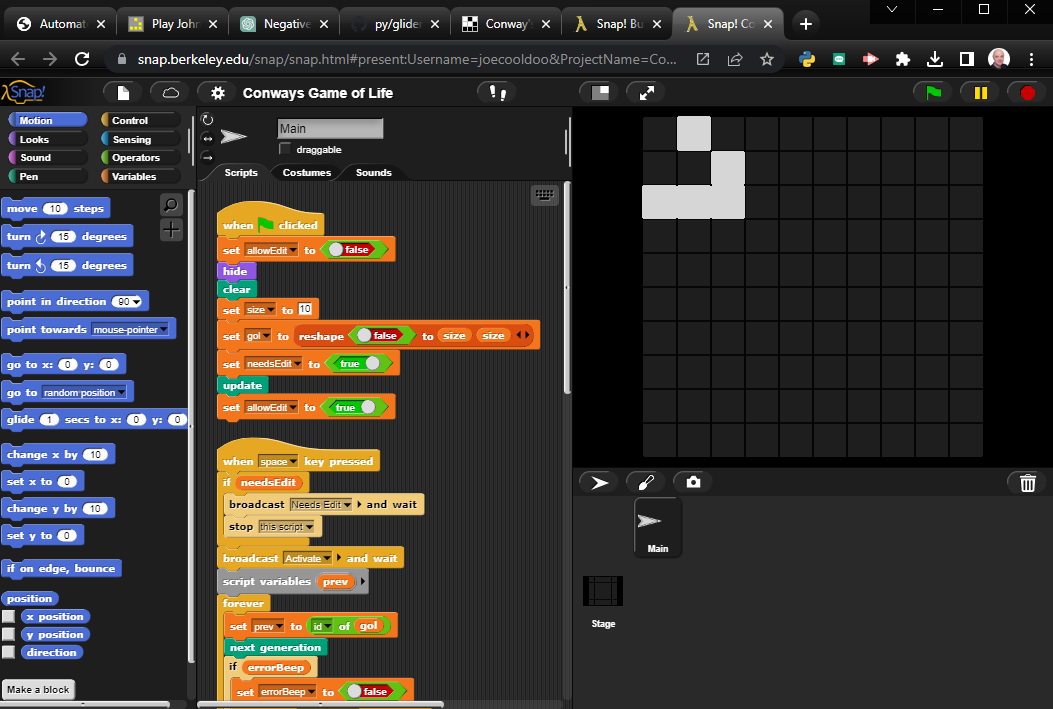 Automat
Play John
Negative
py/glider
Conway's
Snap! Bu
Snap! Co
snap.berkeley.edu/snap/snap.html#present:Username=joecooldoo&ProjectName=Co...
Snap!
Conways Game of Life
Motion
Control
Looks
Sensing
Sound
Operators
Pen
Variables
Main
draggable
Scripts
Costumes
Sounds
move 10 steps
turn 15 degrees
turn 15 degrees
point in direction 90
point towards mouse-pointer
go to x: 0 y: 0
go to random position
glide 1 secs to x: 0 y: 0
change x by 10
set x to 0
change y by 10
set y to 0
if on edge, bounce
position
x position
y position
direction
Make a block
when clicked
set allowEdit to false
hide
clear
set size to 10
set gol to reshape false to size size
set needsEdit to true
update
set allowEdit to true
when space key pressed
if needsEdit
broadcast Needs Edit and wait
stop this script
broadcast Activate and wait
script variables prev
forever
set prev to id of gol
next generation
if errorBeep
set errorBeep to false
Main
Stage